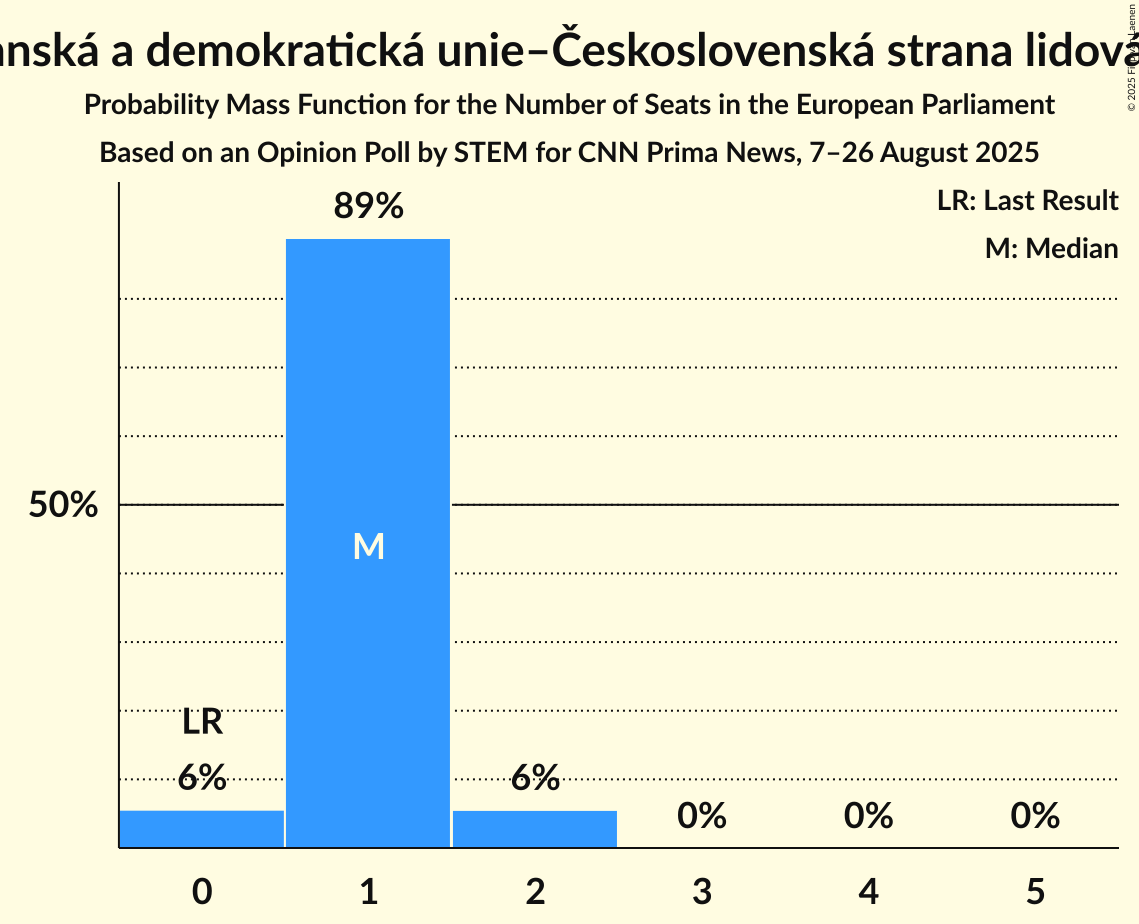 a demokratická unie–Československá strana
Probability Mass Function for the Number of Seats in the European Parliament
Based on an Opinion Poll by STEM for CNN Prima News, 7–26 August 2025
© 2025
LR: Last Result
M: Median
89%
50%
M
LR
6%
6%
0%
0%
0%
0
1
2
3
4
5